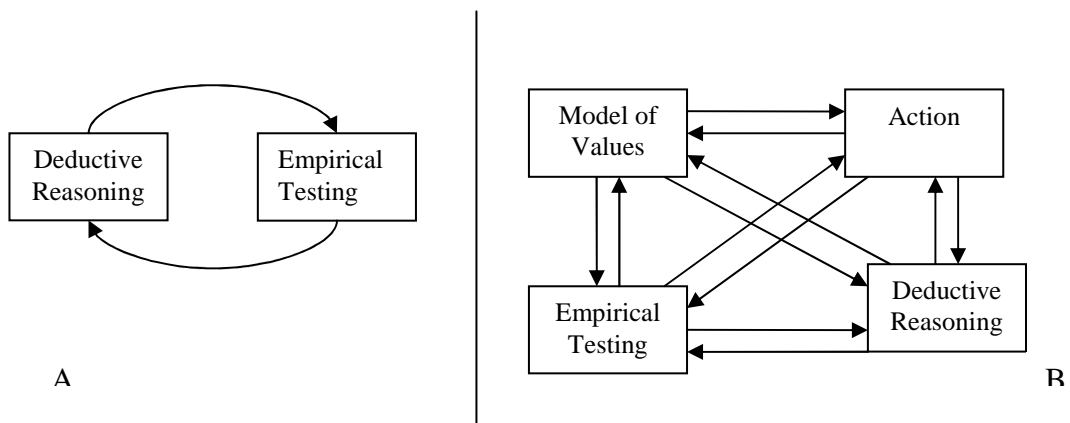 Deductive
Reasoning
Empirical
Testing
A
Model of
Values
Action
Empirical
Testing
Deductive
Reasoning
B